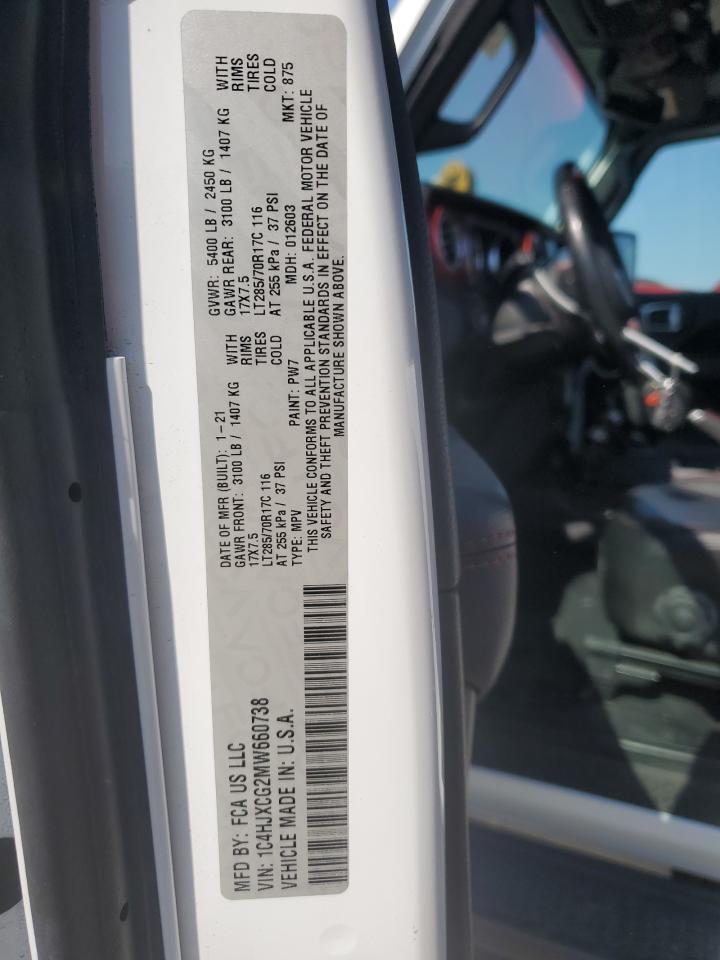 MFD BY: FCA US LLC
VIN: 1C4HJXCG2MW660738
VEHICLE MADE IN: U.S.A.
DATE OF MFR (BUILT): 1-21 GVWR: 5400 LB / 2450 KG
GAWR FRONT: 3100 LB / 1407 KG WITH GAWR REAR: 3100 LB / 1407 KG WITH
17X7.5 RIMS 17X7.5 RIMS
LT285/70R17C 116 TIRES LT285/70R17C 116 TIRES
AT 255 kPa / 37 PSI COLD AT 255 kPa / 37 PSI COLD
TYPE: MPV PAINT: PW7 MDH: 012603 MKT: 875
THIS VEHICLE CONFORMS TO ALL APPLICABLE U.S.A. FEDERAL MOTOR VEHICLE
SAFETY AND THEFT PREVENTION STANDARDS IN EFFECT ON THE DATE OF
MANUFACTURE SHOWN ABOVE.